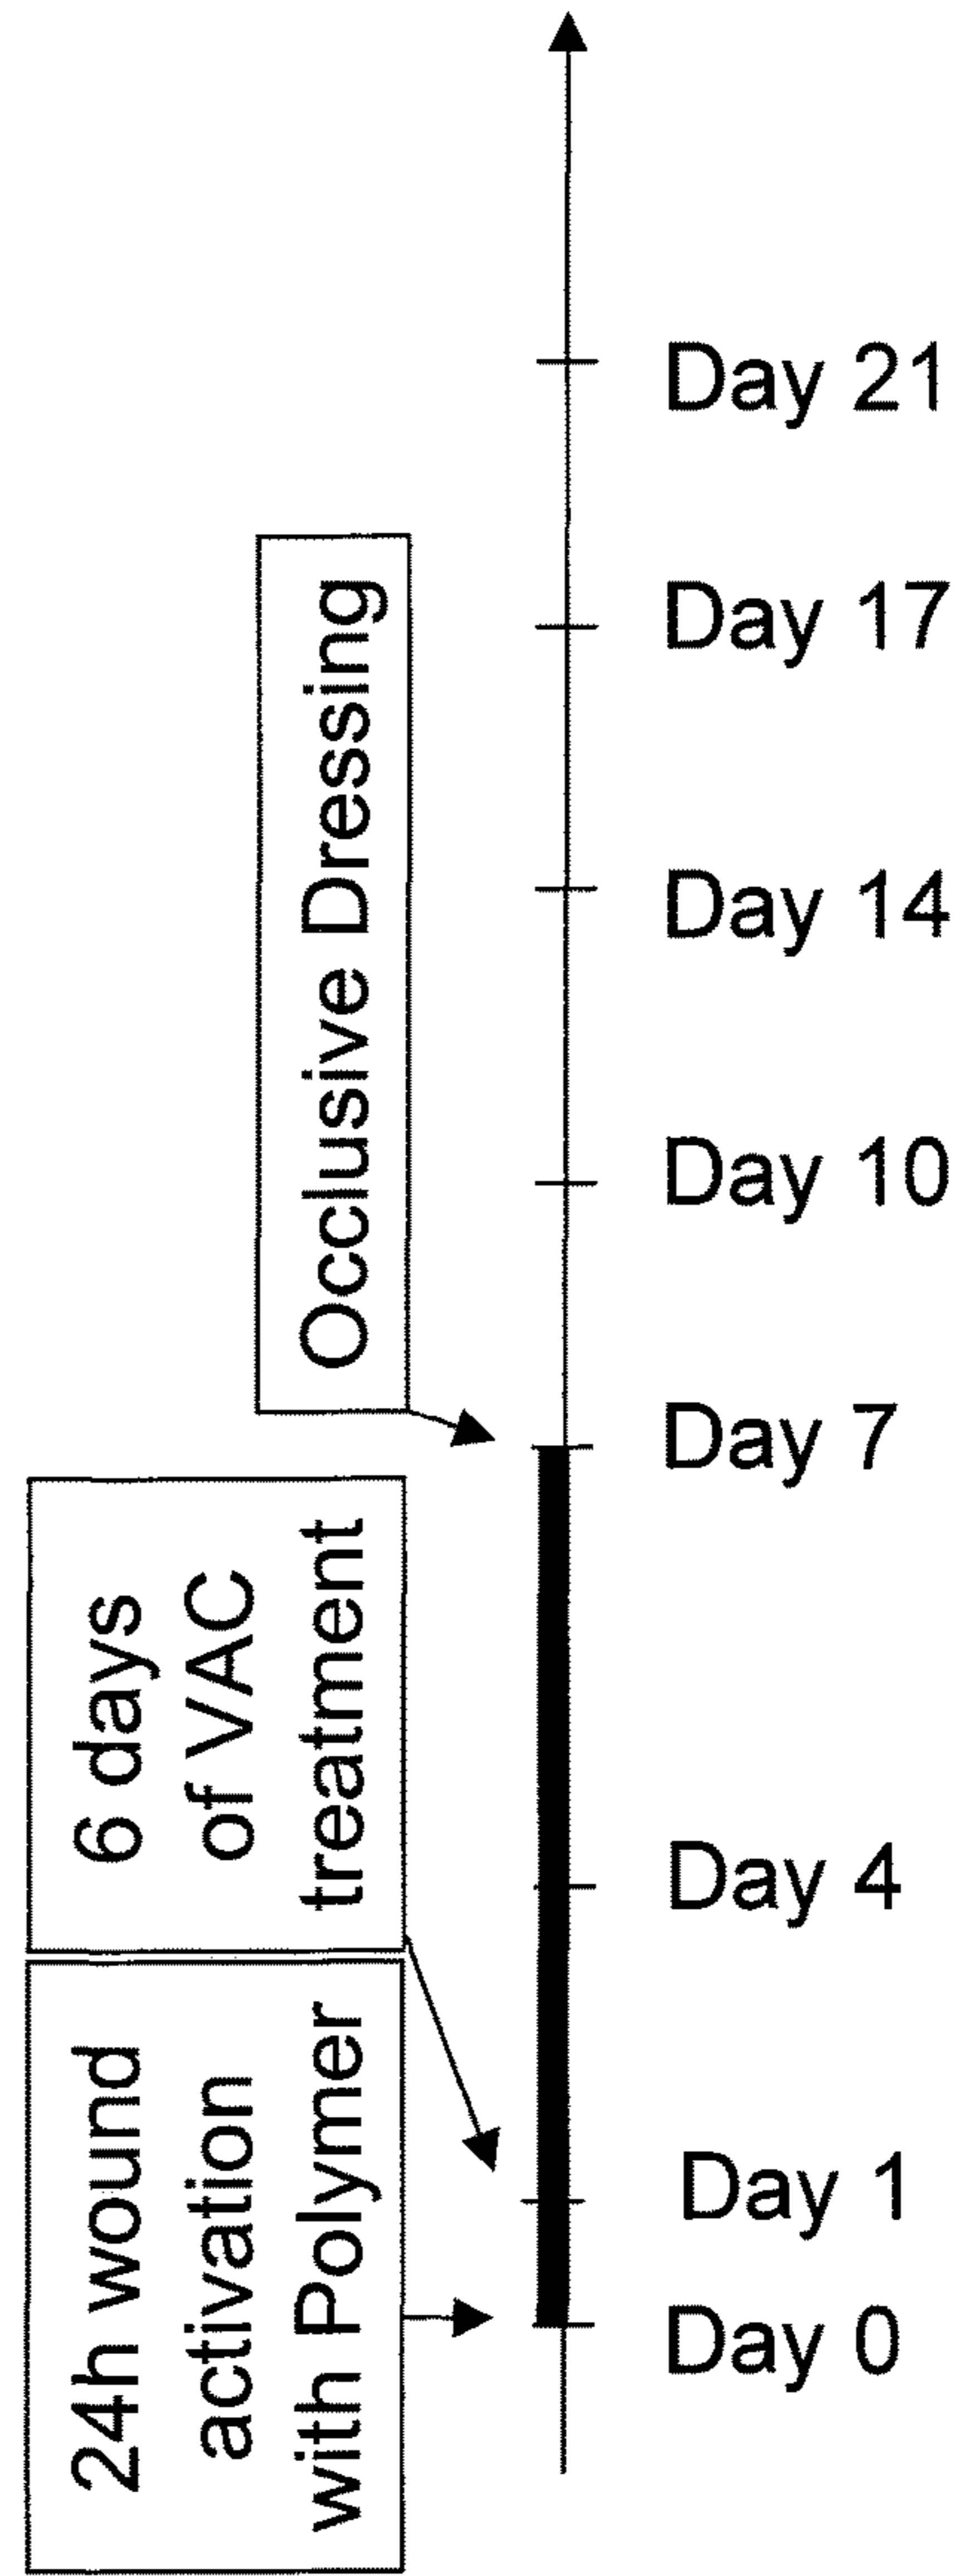 24h wound
activation
with Polymer
6 days
of VAC
treatment
Occlusive Dressing
Day 0
Day 1
Day 4
Day 7
Day 10
Day 14
Day 17
Day 21